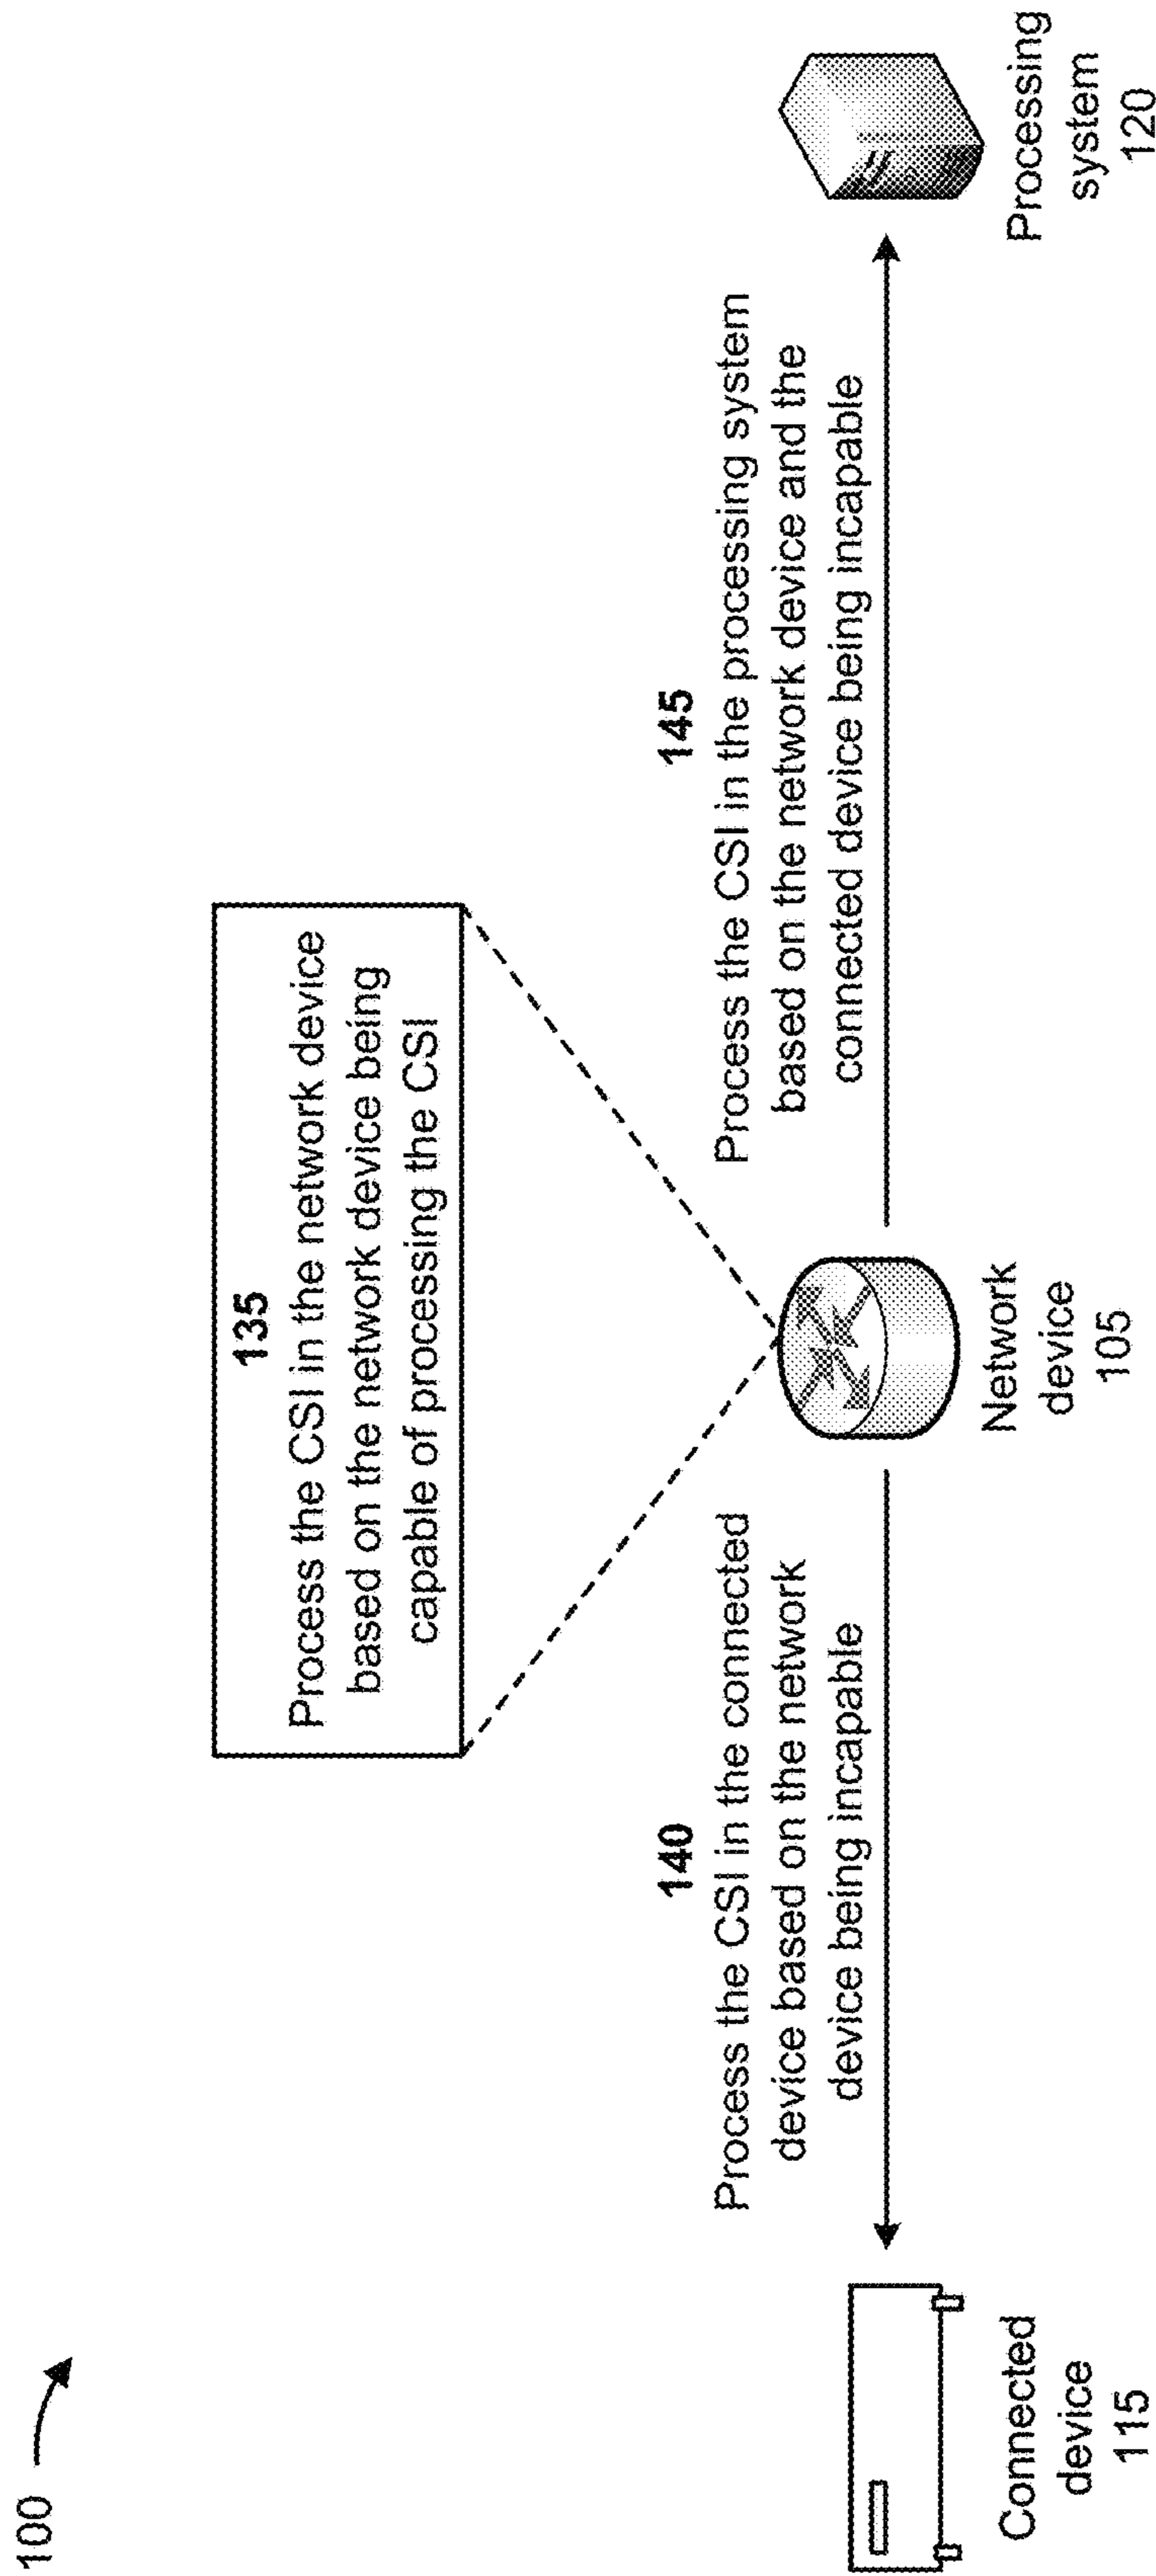 100
135
Process the CSI in the network device
based on the network device being
capable of processing the CSI
140
Process the CSI in the connected
device based on the network
device being incapable
145
Process the CSI in the processing system
based on the network device and the
connected device being incapable
Connected
device
115
Network
device
105
Processing
system
120